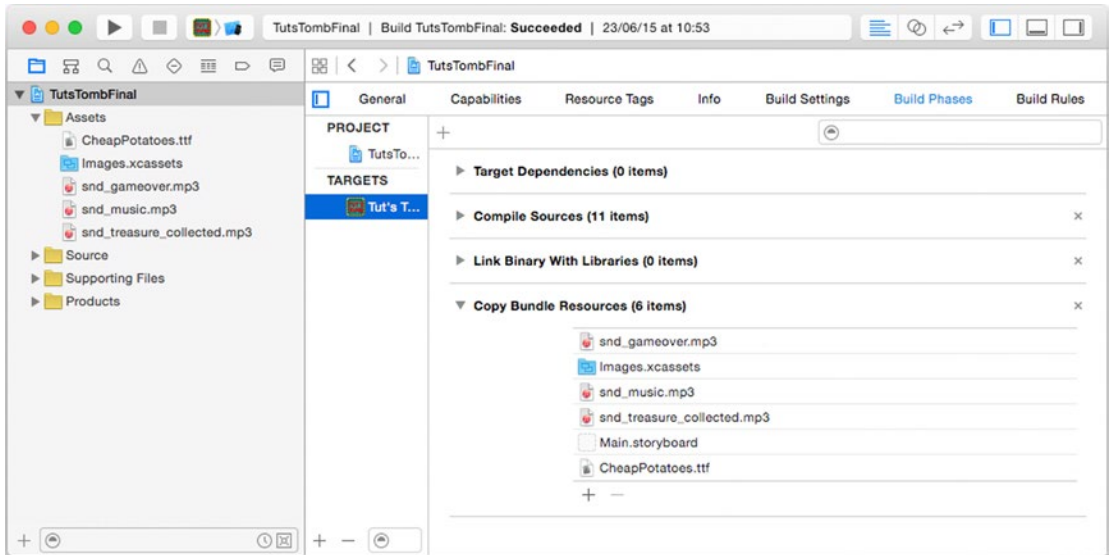 TutsTombFinal | Build TutsTombFinal: Succeeded | 23/06/15 at 10:53
TutsTombFinal
TutsTombFinal
General Capabilities Resource Tags Info Build Settings Build Phases Build Rules
Assets
CheapPotatoes.ttf
Images.xcassets
snd_gameover.mp3
snd_music.mp3
snd_treasure_collected.mp3
Source
Supporting Files
Products
PROJECT
TutsTo...
TARGETS
Tut's T...
Target Dependencies (0 items)
Compile Sources (11 items)
Link Binary With Libraries (0 items)
Copy Bundle Resources (6 items)
snd_gameover.mp3
Images.xcassets
snd_music.mp3
snd_treasure_collected.mp3
Main.storyboard
CheapPotatoes.ttf